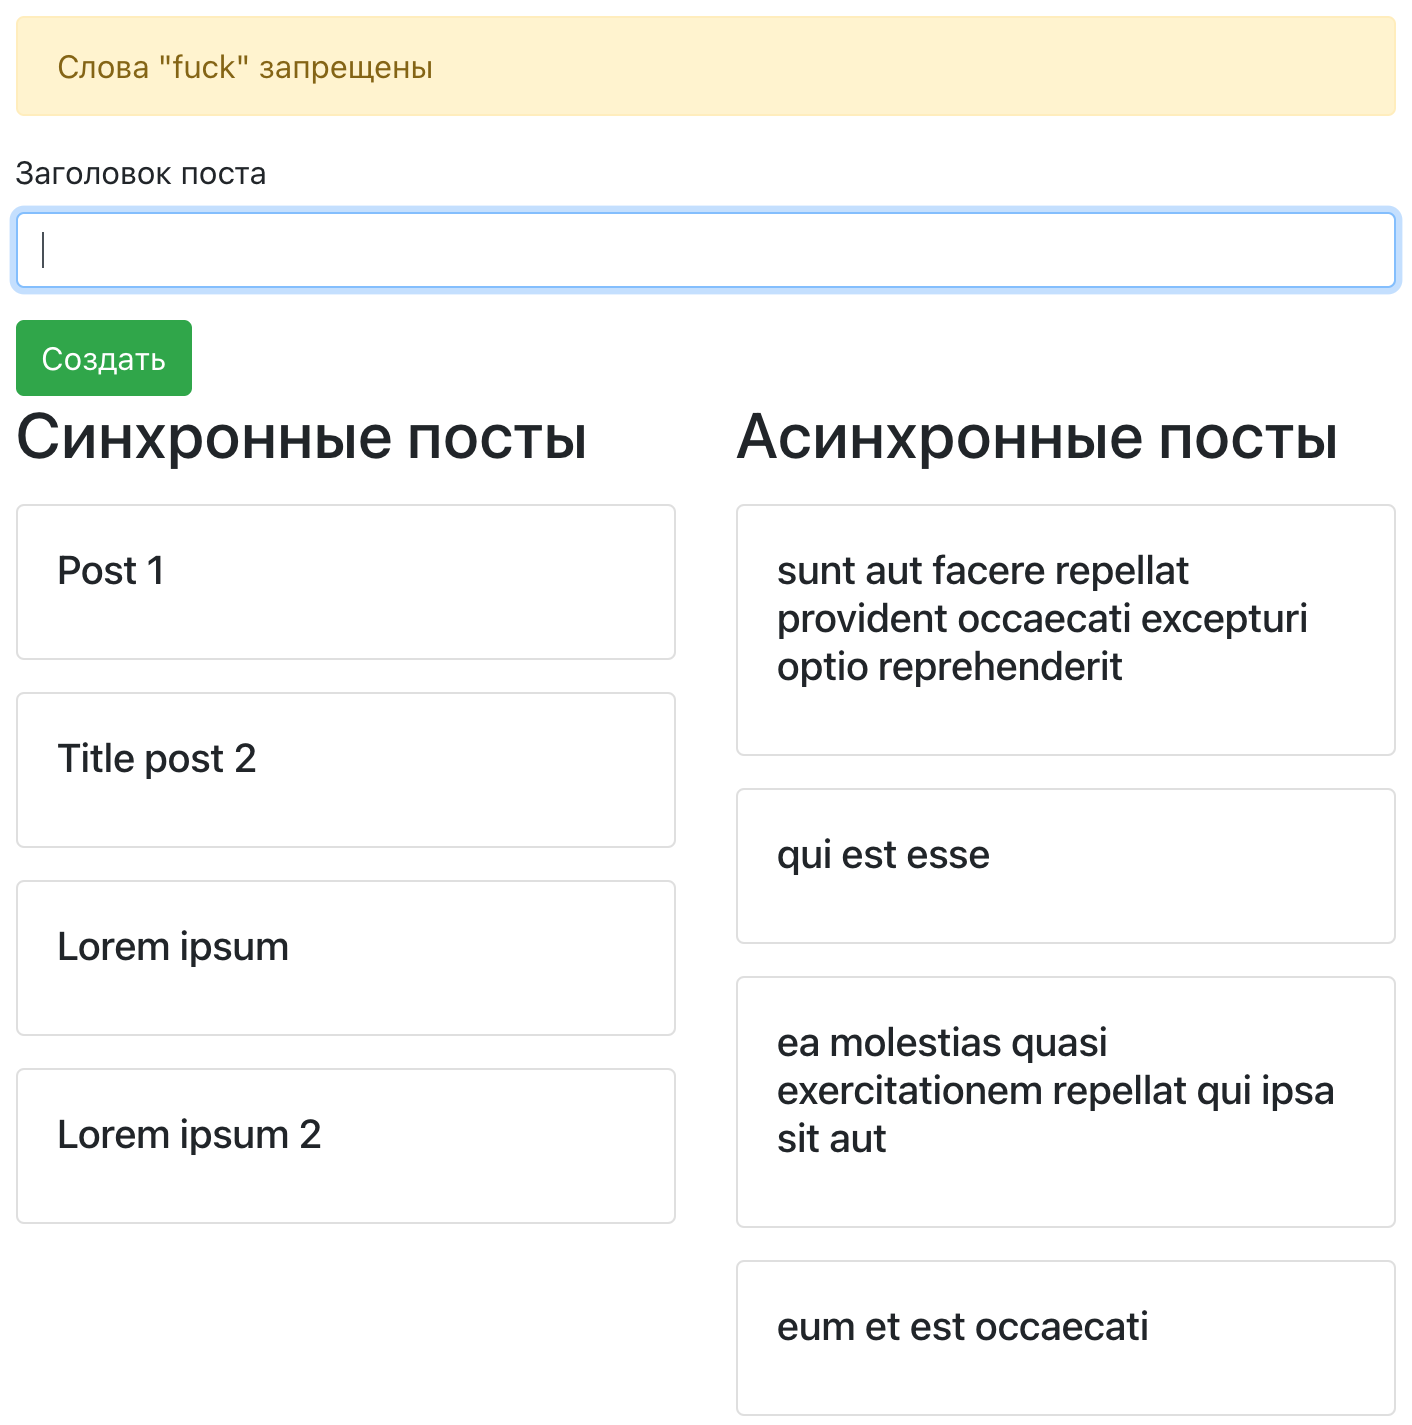 Слова "fuck" запрещены
Заголовок поста
Создать
Синхронные посты
Post 1
Title post 2
Lorem ipsum
Lorem ipsum 2
Асинхронные посты
sunt aut facere repellat
provident occaecati excepturi
optio reprehenderit
qui est esse
ea molestias quasi
exercitationem repellat qui ipsa
sit aut
eum et est occaecati